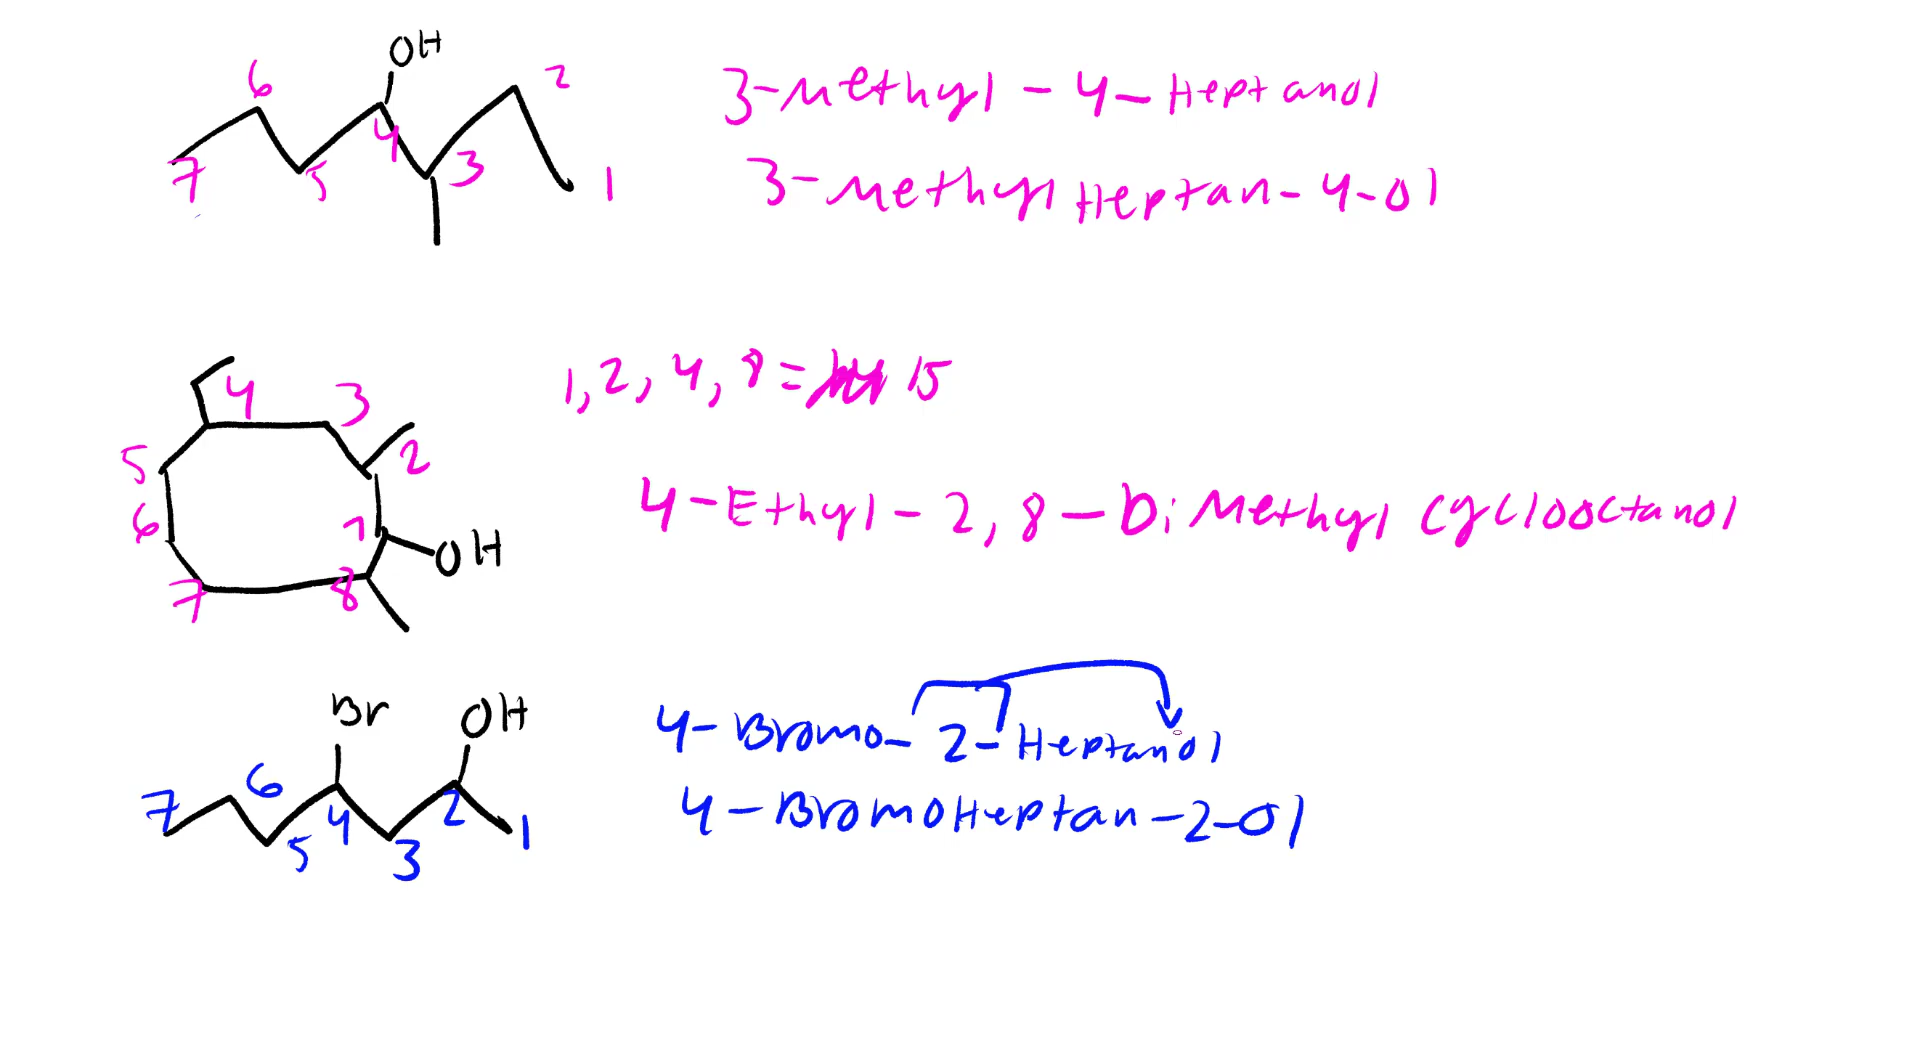 OH
6 2
4
7 5 3 1
3-Methyl-4-Heptanol
3-Methyl Heptan-4-ol
4 3
5 2
6 1
OH
7 8
1, 2, 4, 8 = 15
4-Ethyl-2,8-DiMethyl Cyclooctanol
Br OH
7 6 4 2 1
5 3
4-Bromo-2-Heptanol
4-BromoHeptan-2-ol